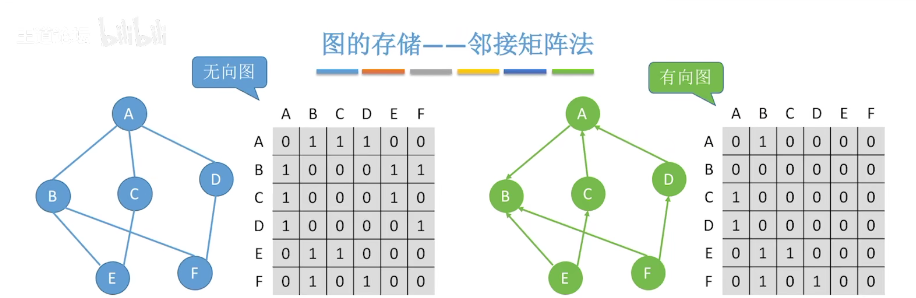 bilibili
图的存储——邻接矩阵法
无向图
A
B
C
D
E
F
A B C D E F
A 0 1 1 1 0 0
B 1 0 0 0 1 1
C 1 0 0 0 1 0
D 1 0 0 0 0 1
E 0 1 1 0 0 0
F 0 1 0 1 0 0
有向图
A
B
C
D
E
F
A B C D E F
A 0 1 0 0 0 0
B 0 0 0 0 0 0
C 1 0 0 0 0 0
D 1 0 0 0 0 0
E 0 1 1 0 0 0
F 0 1 0 1 0 0